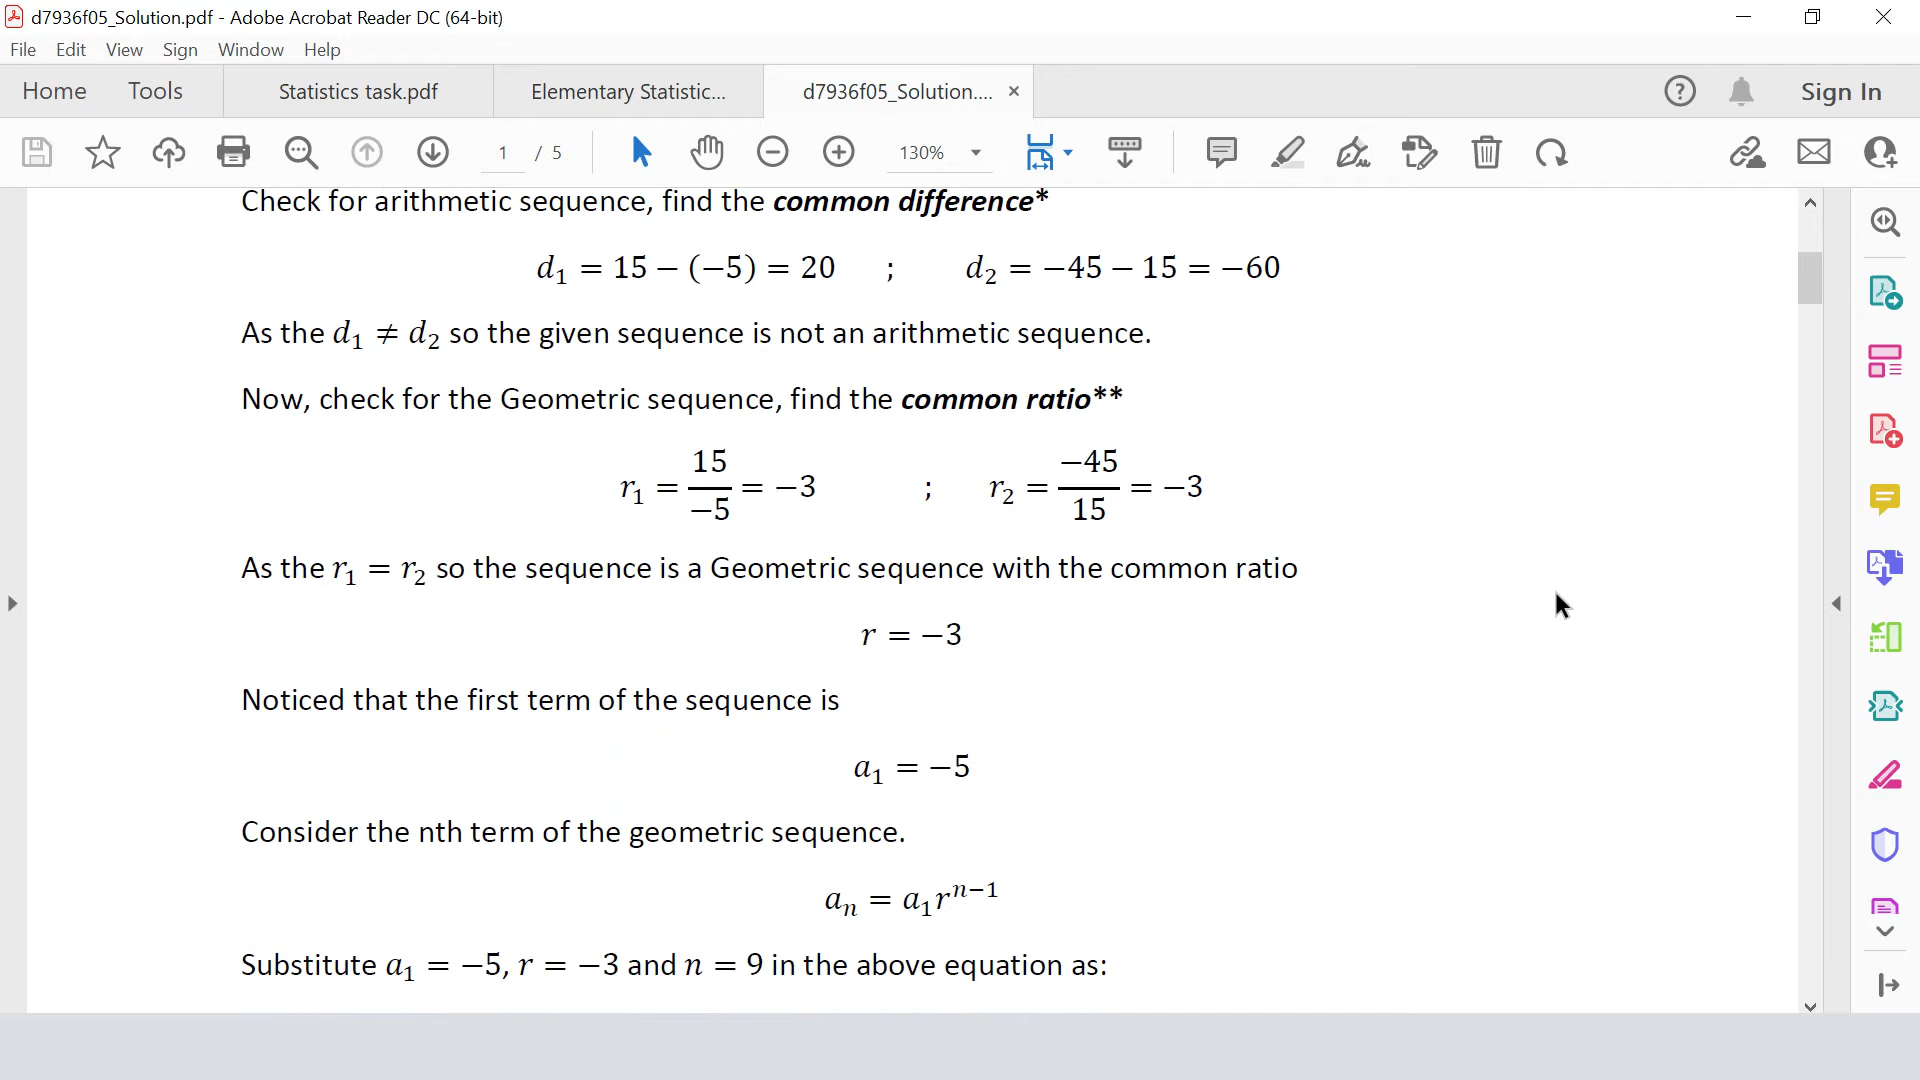 d7936f05_Solution.pdf - Adobe Acrobat Reader DC (64-bit)
File Edit View Sign Window Help
Home Tools Statistics task.pdf Elementary Statistic... d7936f05_Solution.... × Sign In
1 / 5 130%
Check for arithmetic sequence, find the common difference*
d₁ = 15 − (−5) = 20 ; d₂ = −45 − 15 = −60
As the d₁ ≠ d₂ so the given sequence is not an arithmetic sequence.
Now, check for the Geometric sequence, find the common ratio**
r₁ = 15/−5 = −3 ; r₂ = −45/15 = −3
As the r₁ = r₂ so the sequence is a Geometric sequence with the common ratio
r = −3
Noticed that the first term of the sequence is
a₁ = −5
Consider the nth term of the geometric sequence.
aₙ = a₁rⁿ⁻¹
Substitute a₁ = −5, r = −3 and n = 9 in the above equation as: